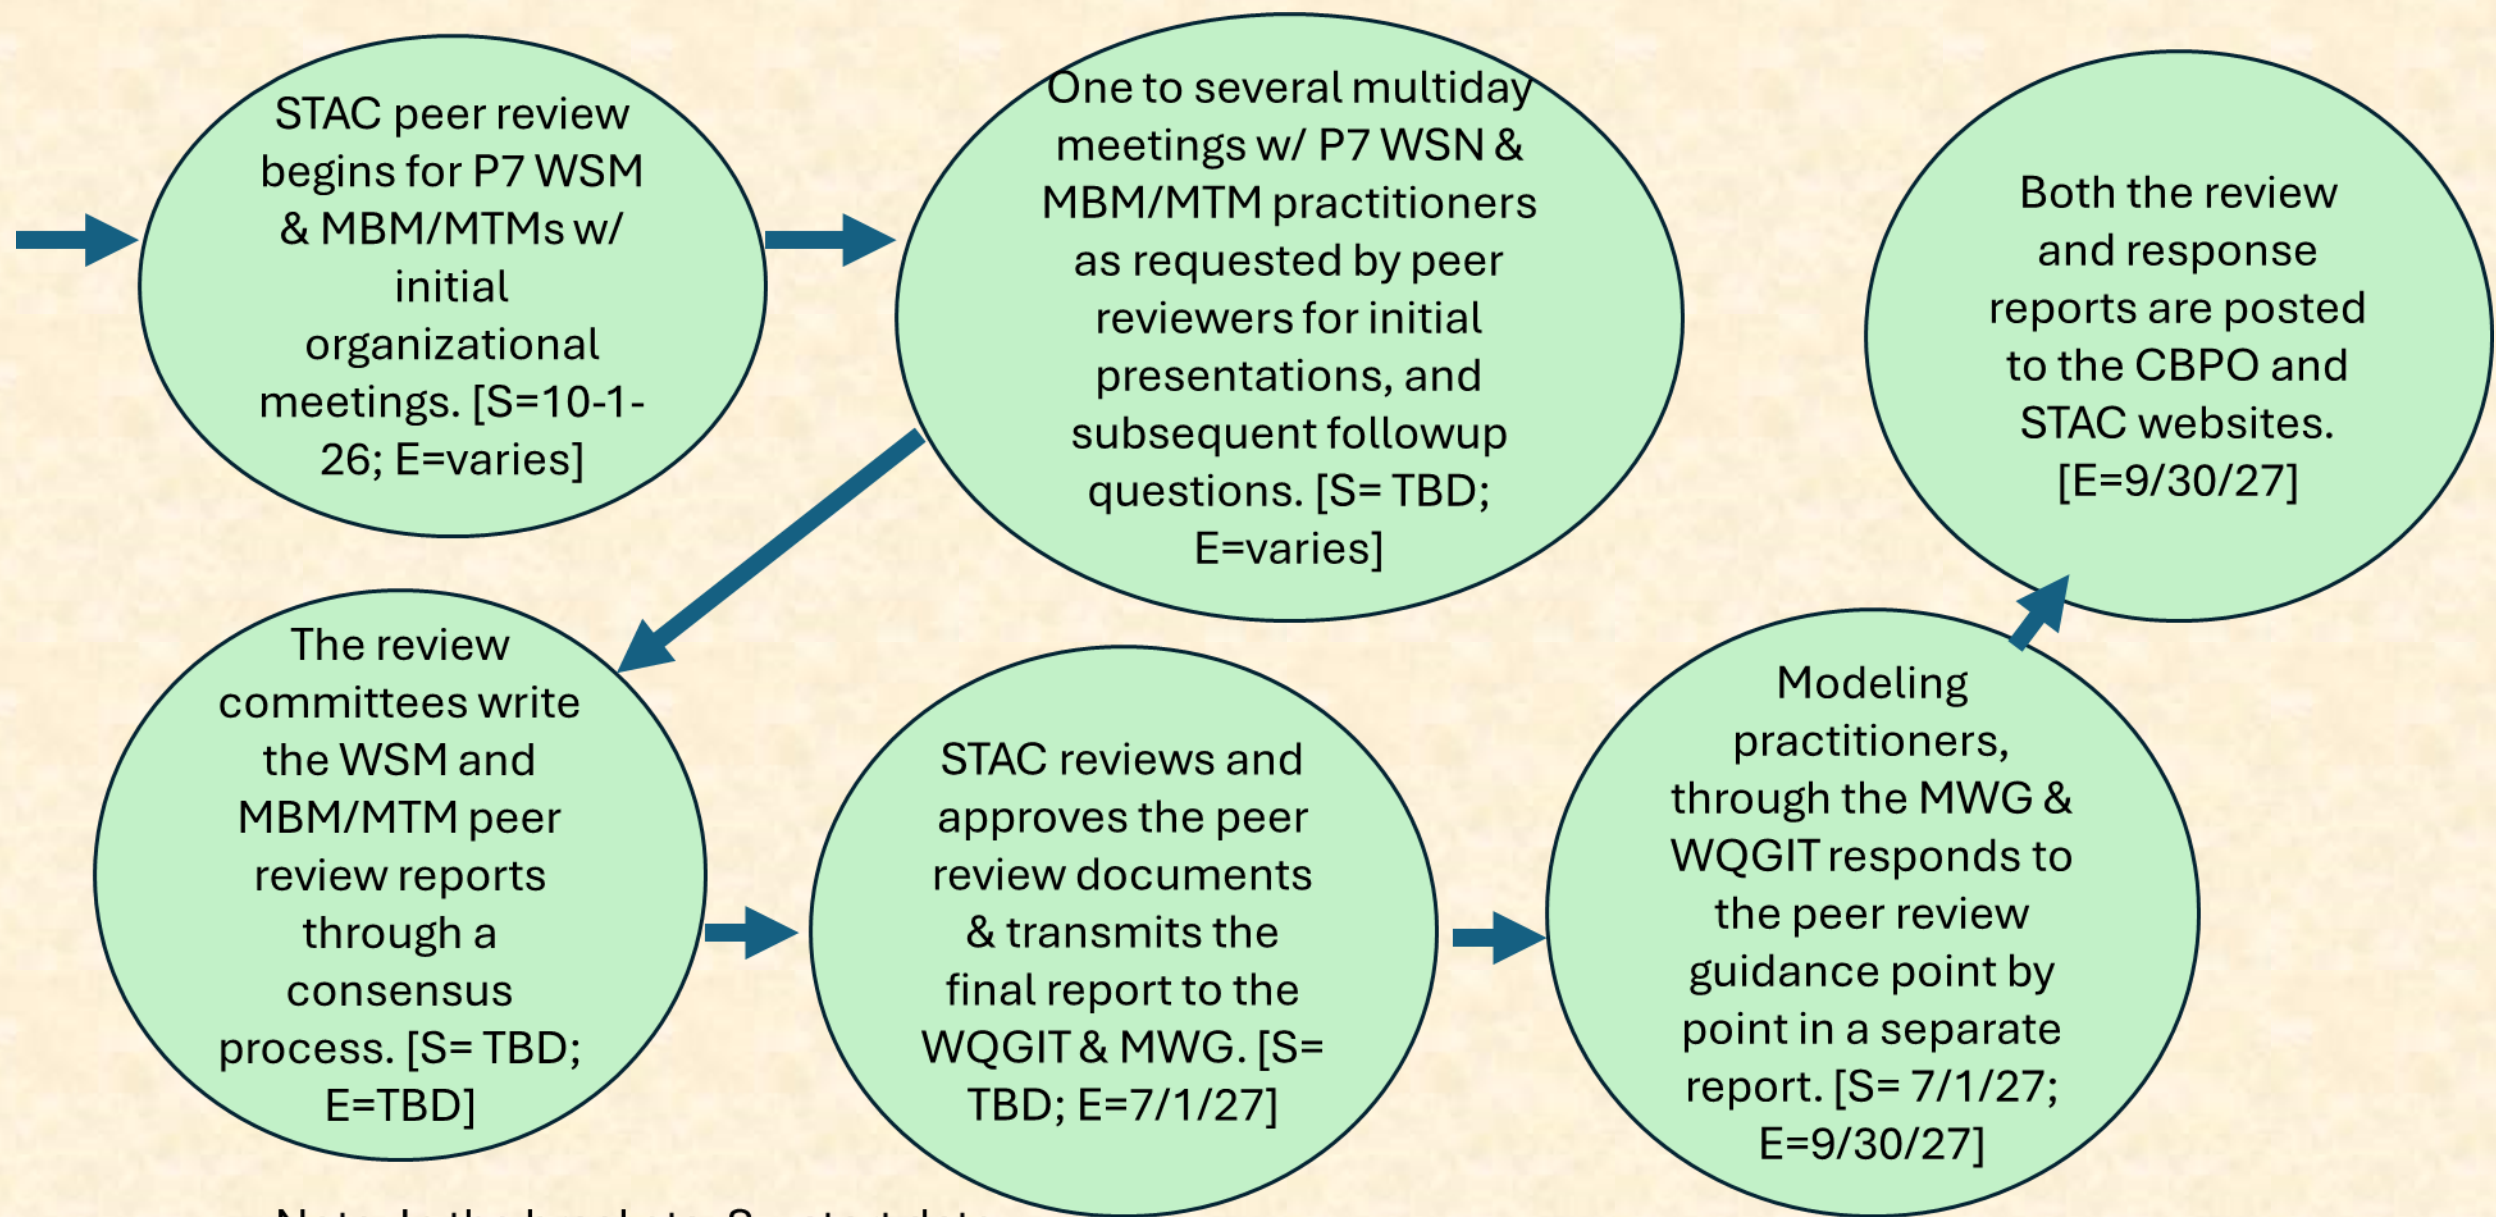 STAC peer review
begins for P7 WSM
& MBM/MTMs w/
initial
organizational
meetings. [S=10-1-
26; E=varies]
One to several multiday
meetings w/ P7 WSN &
MBM/MTM practitioners
as requested by peer
reviewers for initial
presentations, and
subsequent followup
questions. [S= TBD;
E=varies]
The review
committees write
the WSM and
MBM/MTM peer
review reports
through a
consensus
process. [S= TBD;
E=TBD]
STAC reviews and
approves the peer
review documents
& transmits the
final report to the
WQGIT & MWG. [S=
TBD; E=7/1/27]
Modeling
practitioners,
through the MWG &
WQGIT responds to
the peer review
guidance point by
point in a separate
report. [S= 7/1/27;
E=9/30/27]
Both the review
and response
reports are posted
to the CBPO and
STAC websites.
[E=9/30/27]